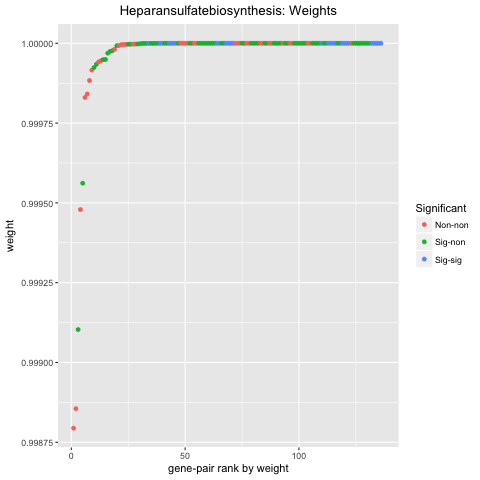 Heparansulfatebiosynthesis: Weights
1.00000
0.99975
0.99950
0.99925
0.99900
0.99875
weight
0
50
100
gene-pair rank by weight
Significant
Non-non
Sig-non
Sig-sig